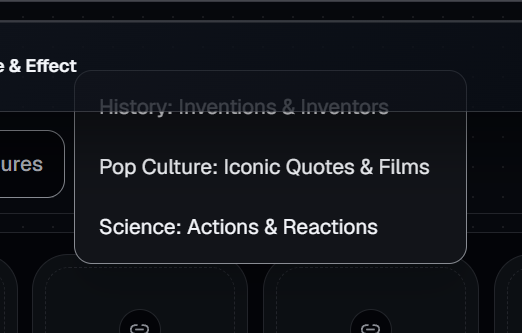 e & Effect
History: Inventions & Inventors
ures
Pop Culture: Iconic Quotes & Films
Science: Actions & Reactions